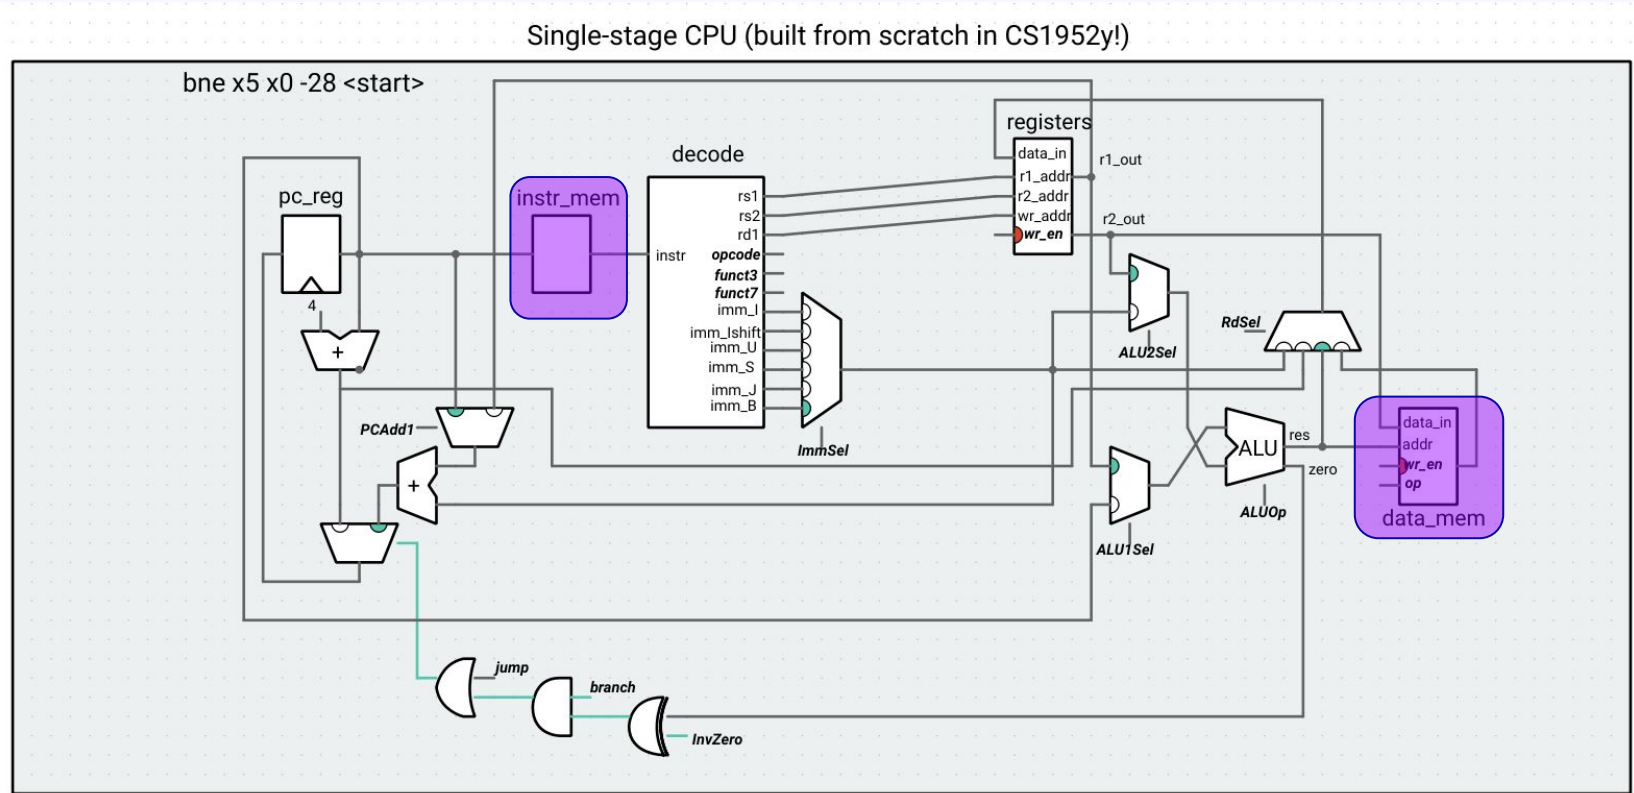 Single-stage CPU (built from scratch in CS1952y!)
bne x5 x0 -28 <start>
registers
data_in
r1_addr
r2_addr
wr_addr
wr_en
r1_out
r2_out
decode
rs1
rs2
rd1
opcode
funct3
funct7
imm_I
imm_Ishift
imm_U
imm_S
imm_J
imm_B
instr
pc_reg
instr_mem
4
+
ALU2Sel
RdSel
PCAdd1
ImmSel
+
ALU
res
zero
ALUOp
ALU1Sel
data_in
addr
wr_en
op
data_mem
jump
branch
InvZero